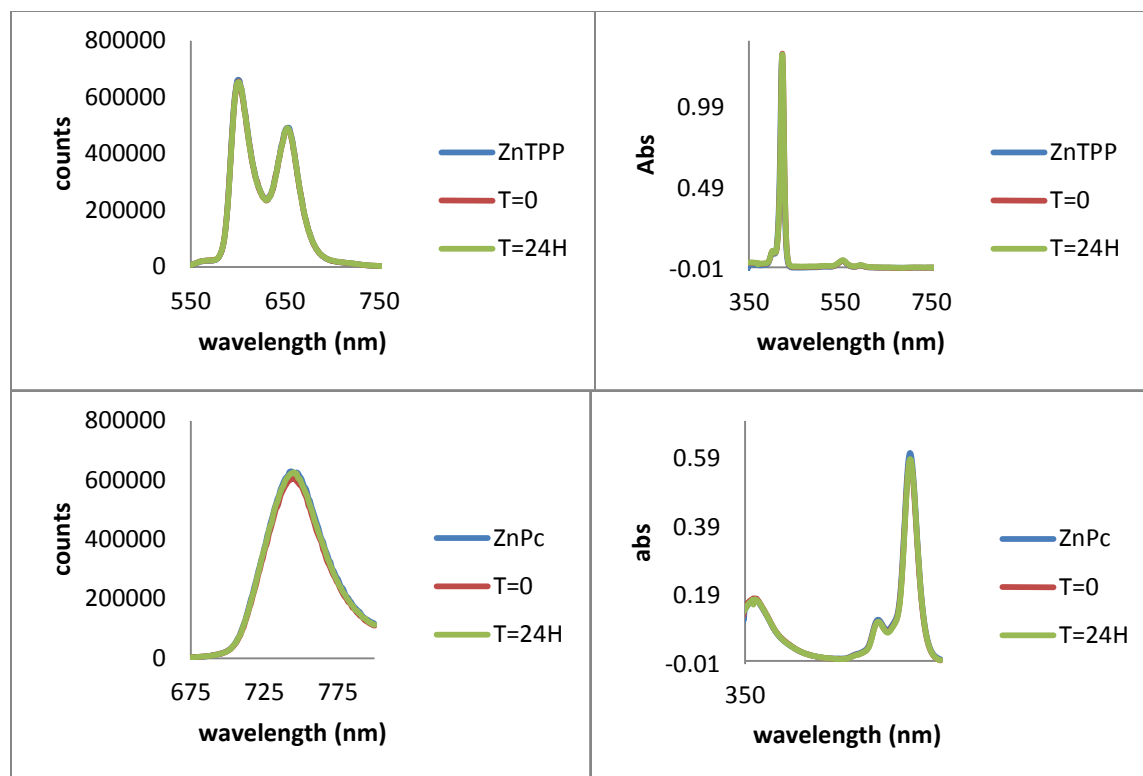 800000
600000
400000
200000
0
counts
550 650 750
wavelength (nm)
ZnTPP
T=0
T=24H
0.99
0.49
-0.01
Abs
350 550 750
wavelength (nm)
ZnTPP
T=0
T=24H
800000
600000
400000
200000
0
counts
675 725 775
wavelength (nm)
ZnPc
T=0
T=24H
0.59
0.39
0.19
-0.01
abs
350
wavelength (nm)
ZnPc
T=0
T=24H